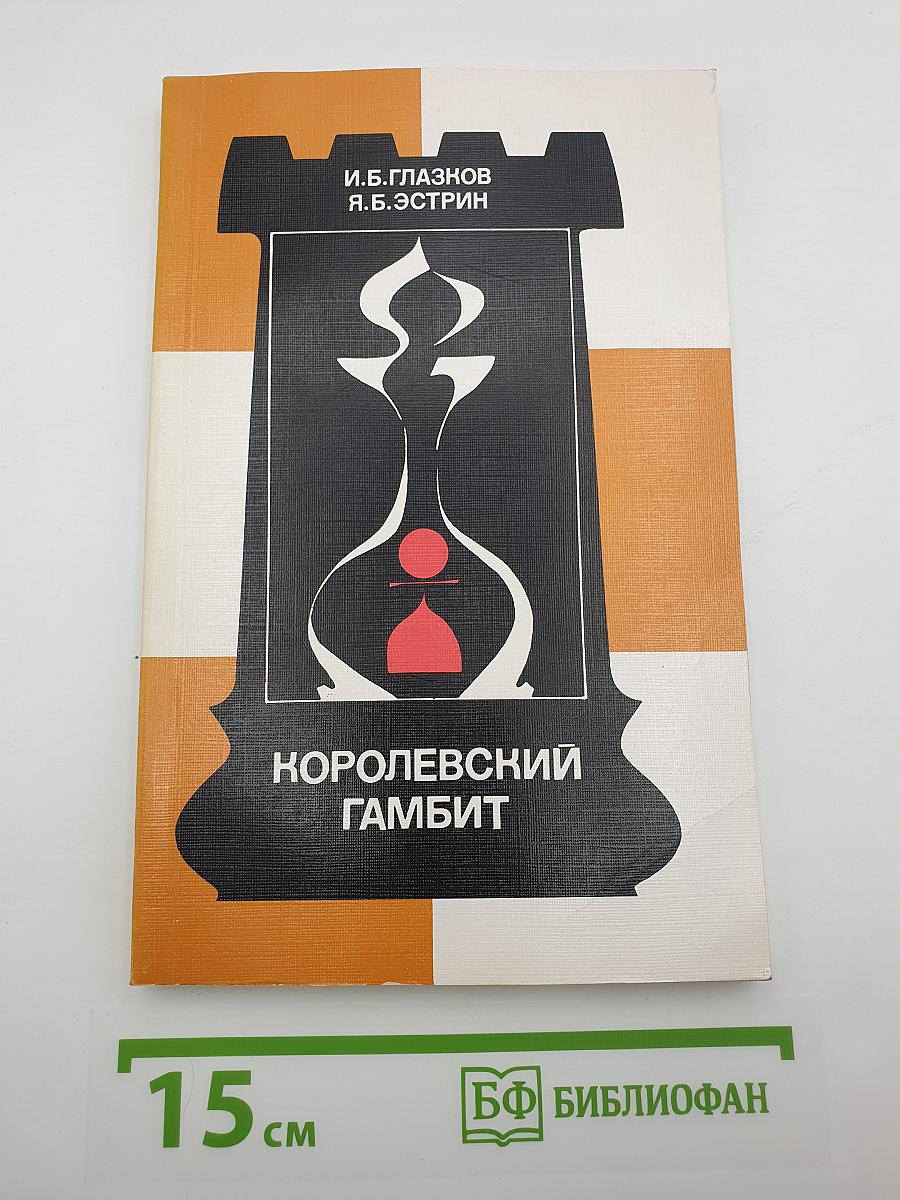 И.Б.ГЛАЗКОВ
Я.Б.ЭСТРИН
КОРОЛЕВСКИЙ
ГАМБИТ
15 см
БФ БИБЛИОФАН